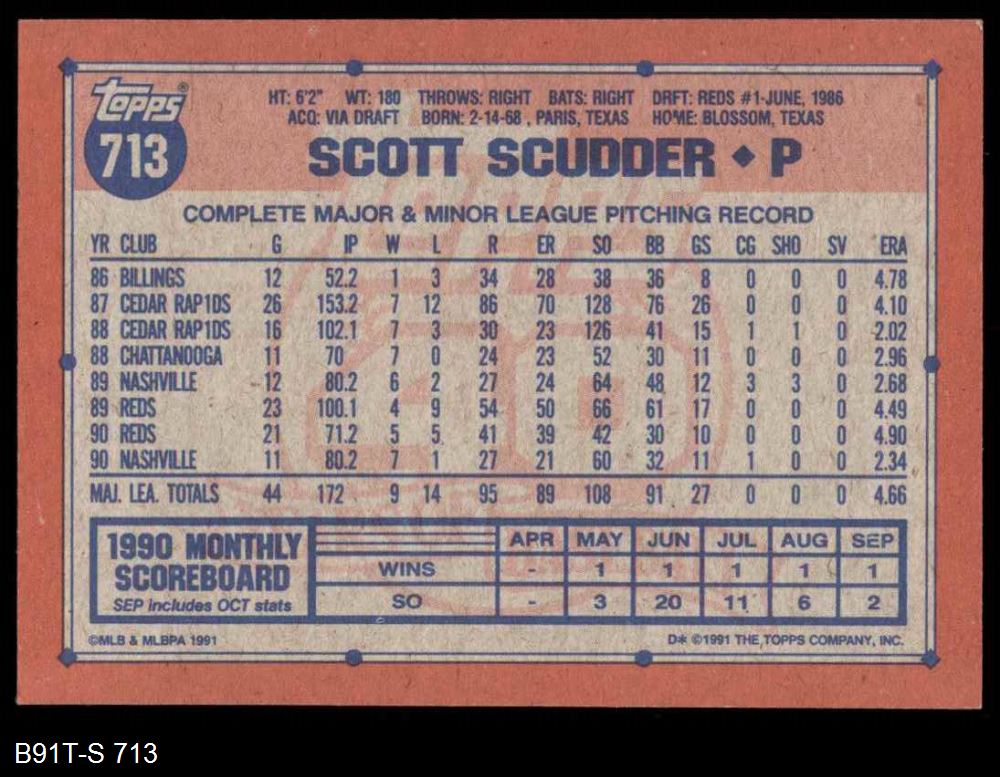 topps®
713
HT: 6'2" WT: 180 THROWS: RIGHT BATS: RIGHT DRFT: REDS #1-JUNE, 1986
ACQ: VIA DRAFT BORN: 2-14-68 , PARIS, TEXAS HOME: BLOSSOM, TEXAS
SCOTT SCUDDER ♦ P
COMPLETE MAJOR & MINOR LEAGUE PITCHING RECORD
YR CLUB G IP W L R ER SO BB GS CG SHO SV ERA
86 BILLINGS 12 52.2 1 3 34 28 38 36 8 0 0 0 4.78
87 CEDAR RAP1DS 26 153.2 7 12 86 70 128 76 26 0 0 0 4.10
88 CEDAR RAP1DS 16 102.1 7 3 30 23 126 41 15 1 1 0 2.02
88 CHATTANOOGA 11 70 7 0 24 23 52 30 11 0 0 0 2.96
89 NASHVILLE 12 80.2 6 2 27 24 64 48 12 3 3 0 2.68
89 REDS 23 100.1 4 9 54 50 66 61 17 0 0 0 4.49
90 REDS 21 71.2 5 5 41 39 42 30 10 0 0 0 4.90
90 NASHVILLE 11 80.2 7 1 27 21 60 32 11 1 0 0 2.34
MAJ. LEA. TOTALS 44 172 9 14 95 89 108 91 27 0 0 0 4.66
1990 MONTHLY SCOREBOARD
SEP includes OCT stats
APR MAY JUN JUL AUG SEP
WINS - 1 1 1 1 1
SO - 3 20 11 6 2
©MLB & MLBPA 1991 D* ©1991 THE TOPPS COMPANY, INC.
B91T-S 713